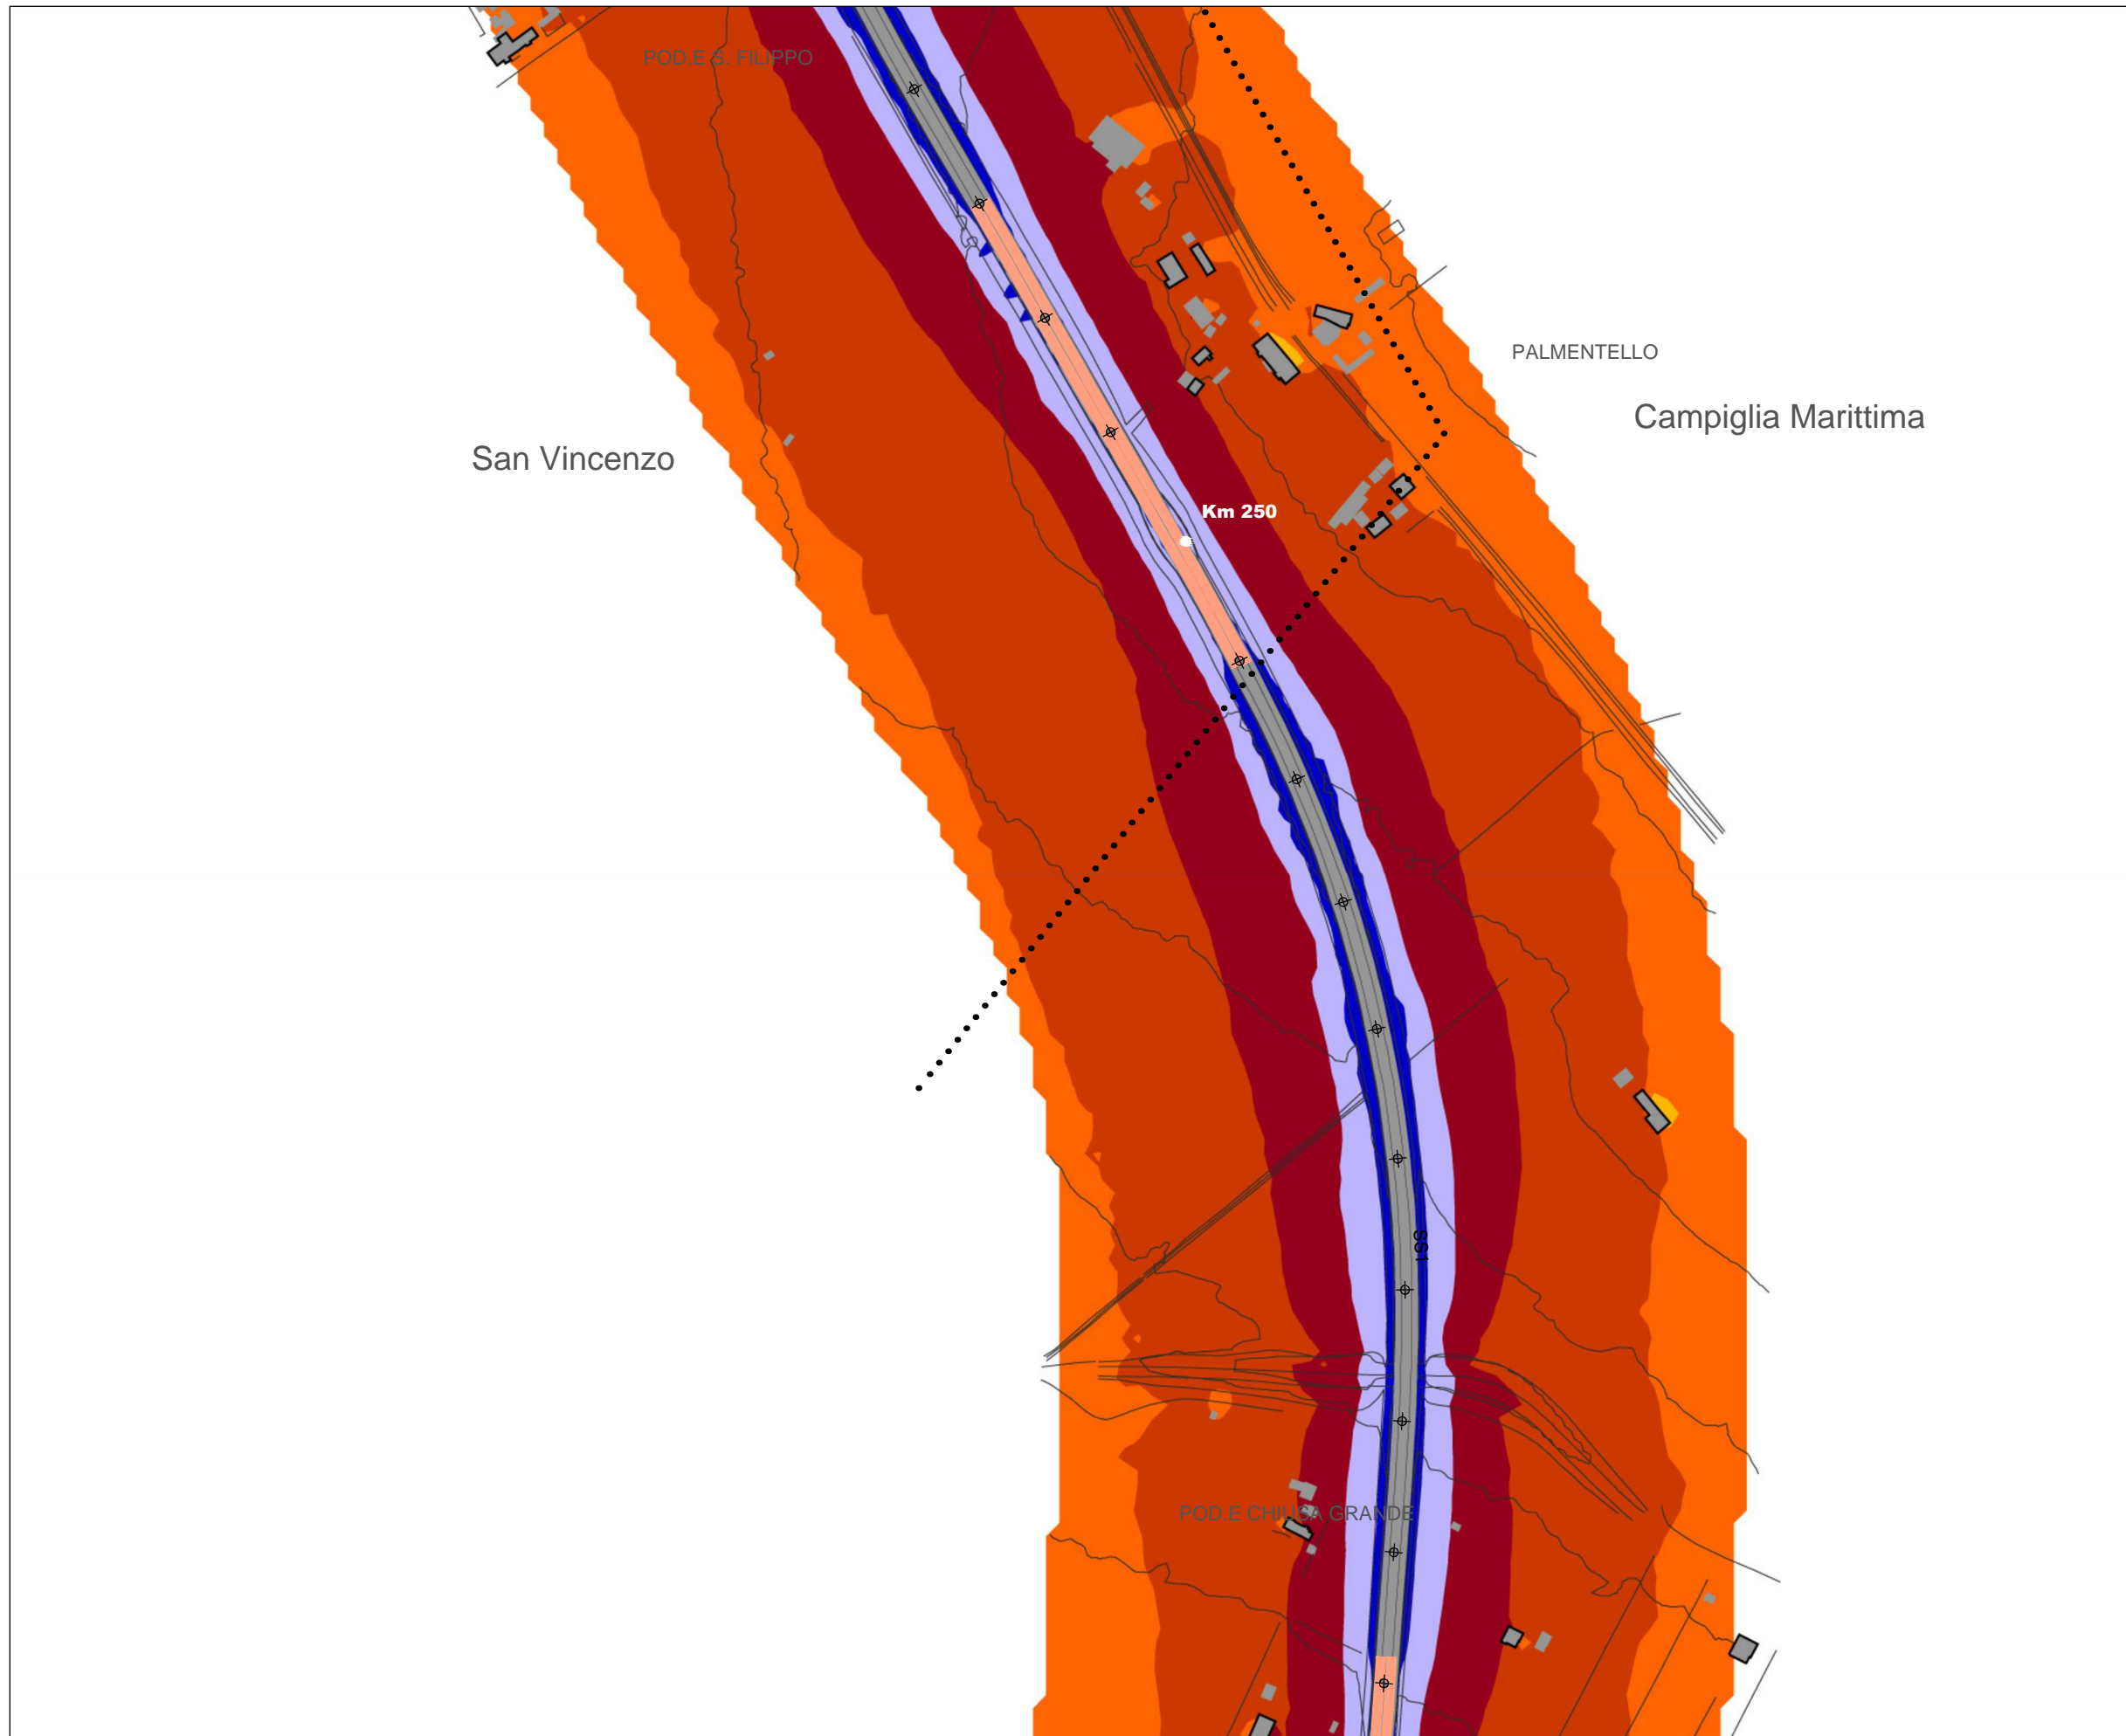 POD.E S. FILIPPO
PALMENTELLO
Campiglia Marittima
San Vincenzo
Km 250
SS1
POD.E CHIUSA GRANDE